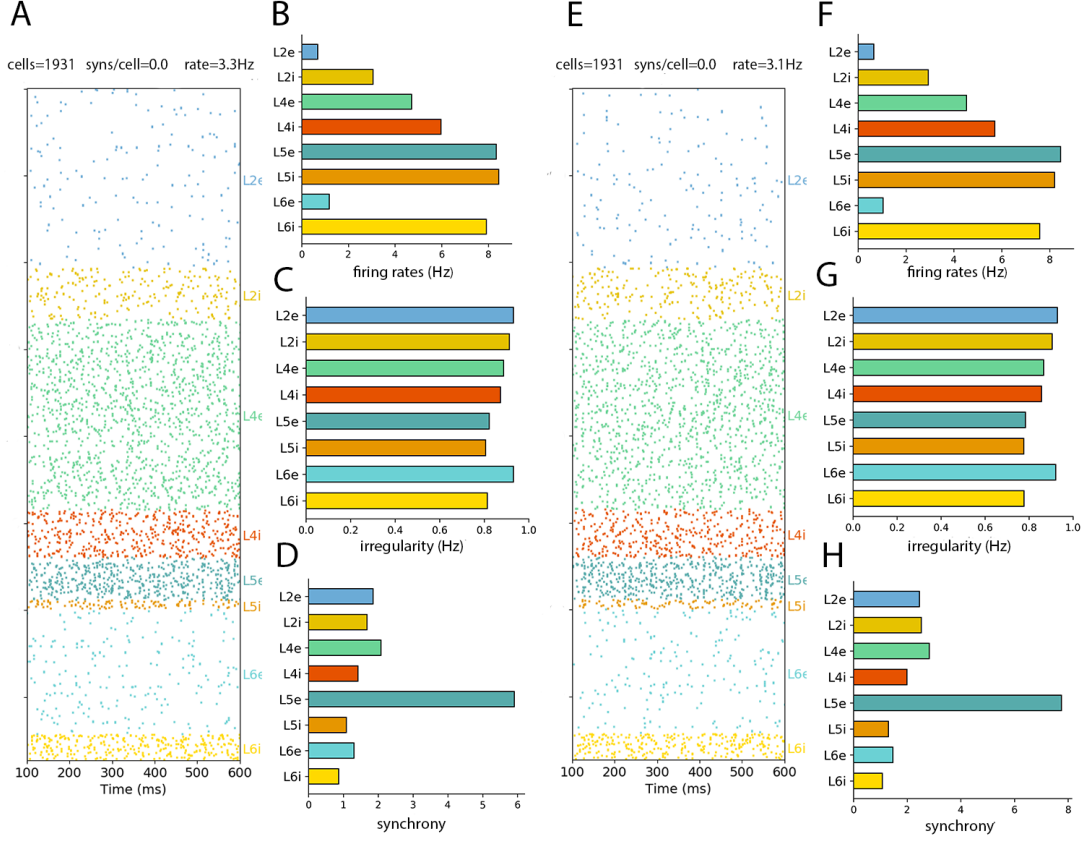 A
cells=1931 syns/cell=0.0 rate=3.3Hz
L2e
L2i
L4e
L4i
L5e
L5i
L6e
L6i
100 200 300 400 500 600
Time (ms)
B
L2e
L2i
L4e
L4i
L5e
L5i
L6e
L6i
0 2 4 6 8
firing rates (Hz)
C
L2e
L2i
L4e
L4i
L5e
L5i
L6e
L6i
0.0 0.2 0.4 0.6 0.8 1.0
irregularity (Hz)
D
L2e
L2i
L4e
L4i
L5e
L5i
L6e
L6i
0 1 2 3 4 5 6
synchrony
E
cells=1931 syns/cell=0.0 rate=3.1Hz
L2e
L2i
L4e
L4i
L5e
L5i
L6e
L6i
100 200 300 400 500 600
Time (ms)
F
L2e
L2i
L4e
L4i
L5e
L5i
L6e
L6i
0 2 4 6 8
firing rates (Hz)
G
L2e
L2i
L4e
L4i
L5e
L5i
L6e
L6i
0.0 0.2 0.4 0.6 0.8 1.0
irregularity (Hz)
H
L2e
L2i
L4e
L4i
L5e
L5i
L6e
L6i
0 2 4 6 8
synchrony